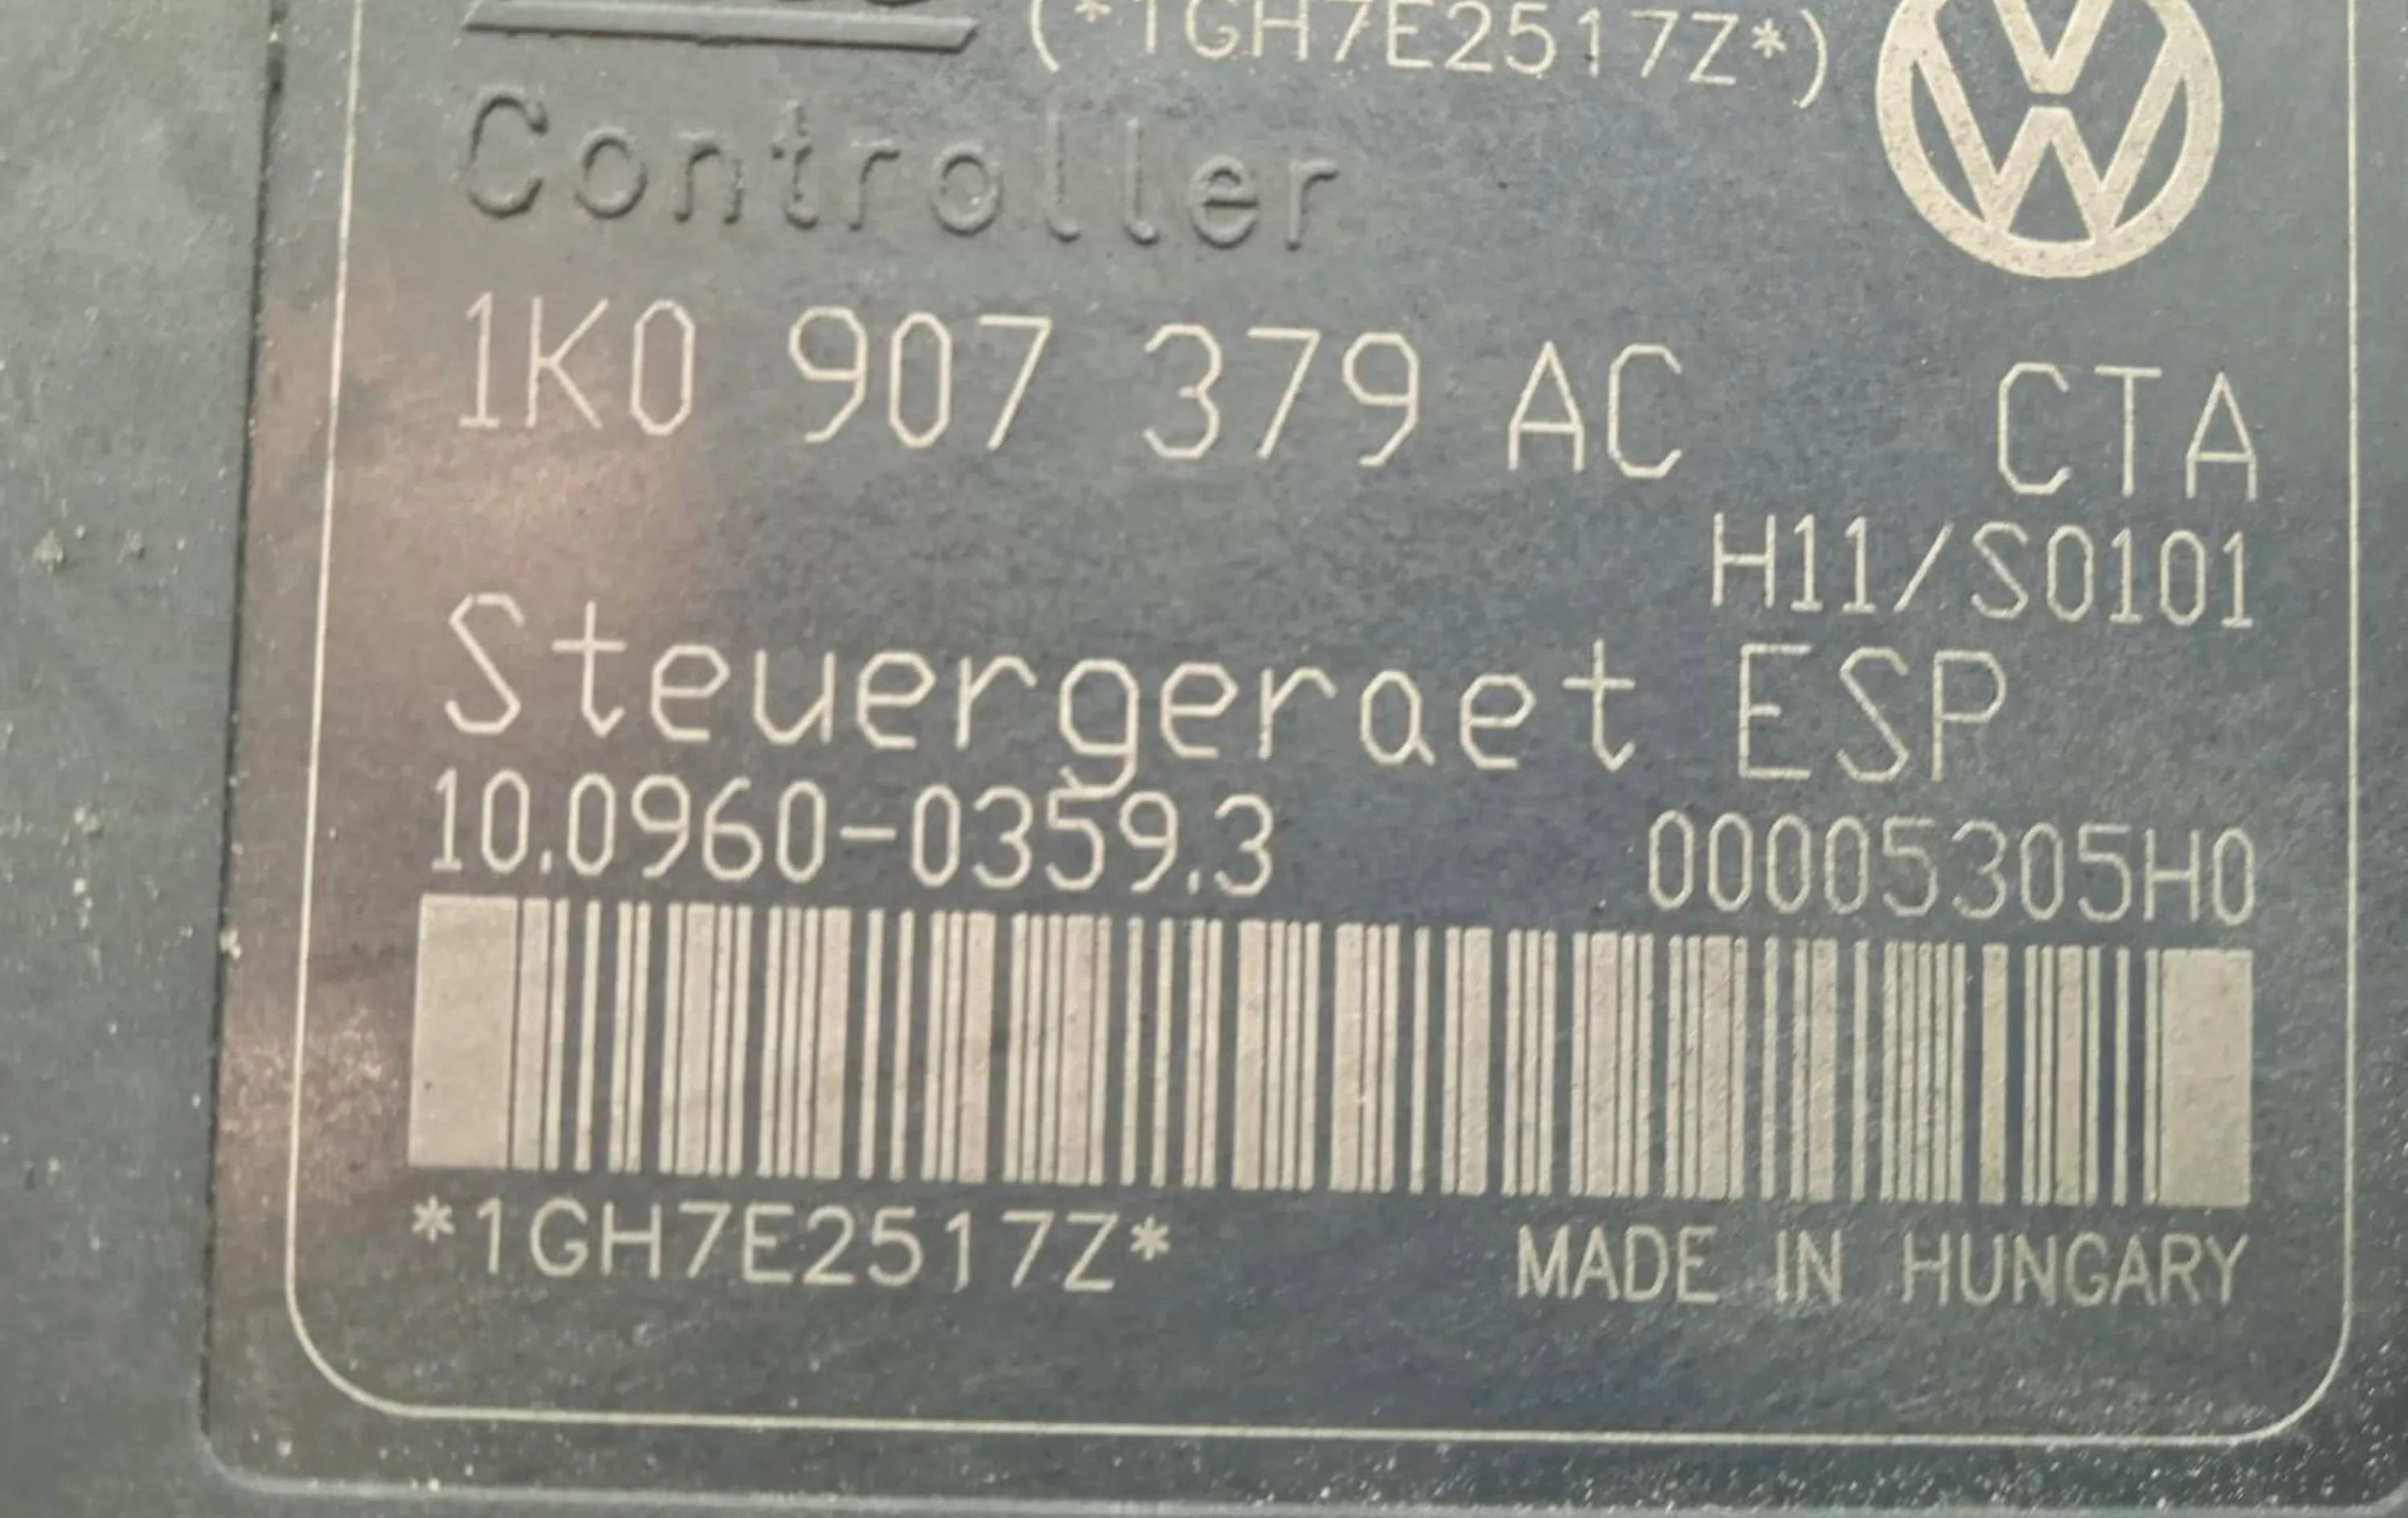 (*1GH7E2517Z*)
Controller
1K0 907 379 AC CTA
H11/S0101
Steuergeraet ESP
10.0960-0359.3 00005305H0
*1GH7E2517Z* MADE IN HUNGARY